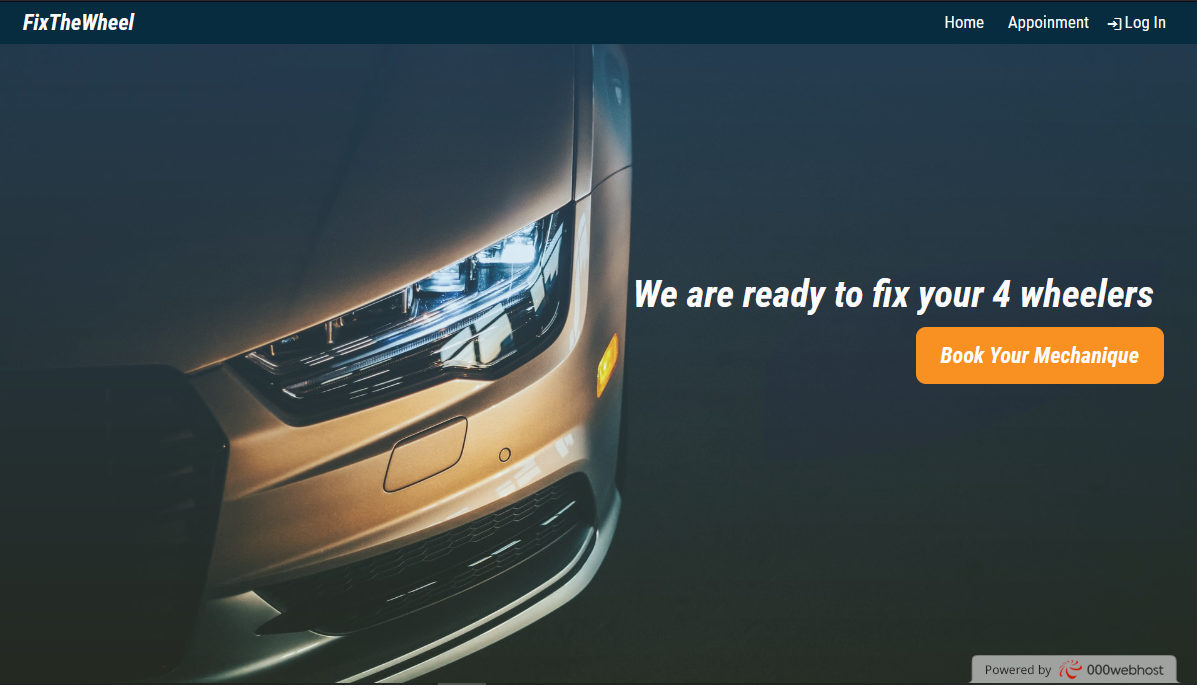 FixTheWheel
Home Appoinment Log In
We are ready to fix your 4 wheelers
Book Your Mechanique
Powered by 000webhost